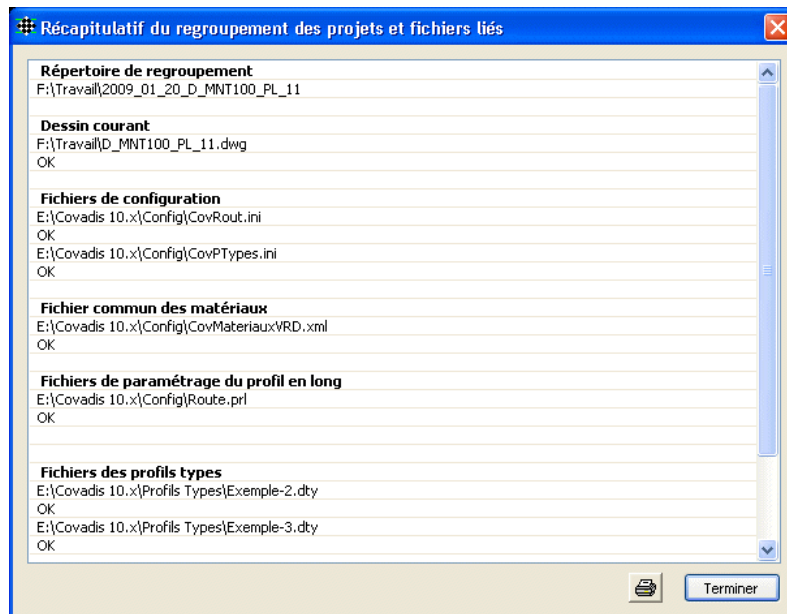 Récapitulatif du regroupement des projets et fichiers liés
Répertoire de regroupement
F:\Travail\2009_01_20_D_MNT100_PL_11
Dessin courant
F:\Travail\D_MNT100_PL_11.dwg
OK
Fichiers de configuration
E:\Covadis 10.x\Config\CovRout.ini
OK
E:\Covadis 10.x\Config\CovPTypes.ini
OK
Fichier commun des matériaux
E:\Covadis 10.x\Config\CovMateriauxVRD.xml
OK
Fichiers de paramétrage du profil en long
E:\Covadis 10.x\Config\Route.prl
OK
Fichiers des profils types
E:\Covadis 10.x\Profils Types\Exemple-2.dty
OK
E:\Covadis 10.x\Profils Types\Exemple-3.dty
OK
Terminer